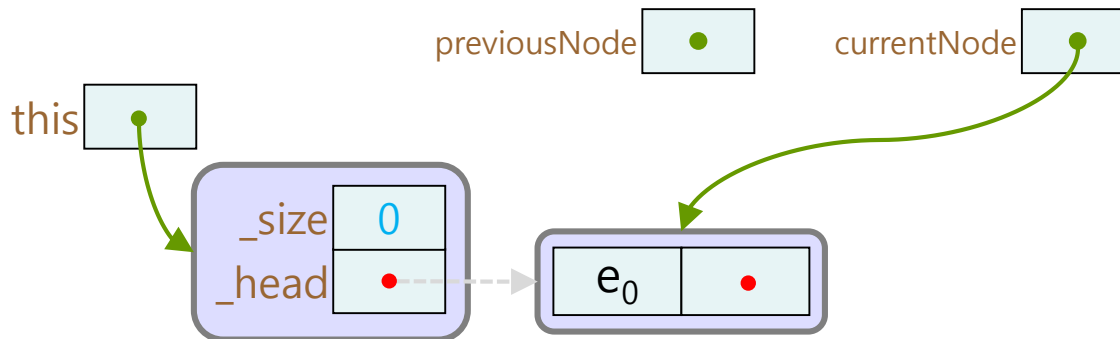 previousNode
currentNode
this
_size 0
_head
e₀